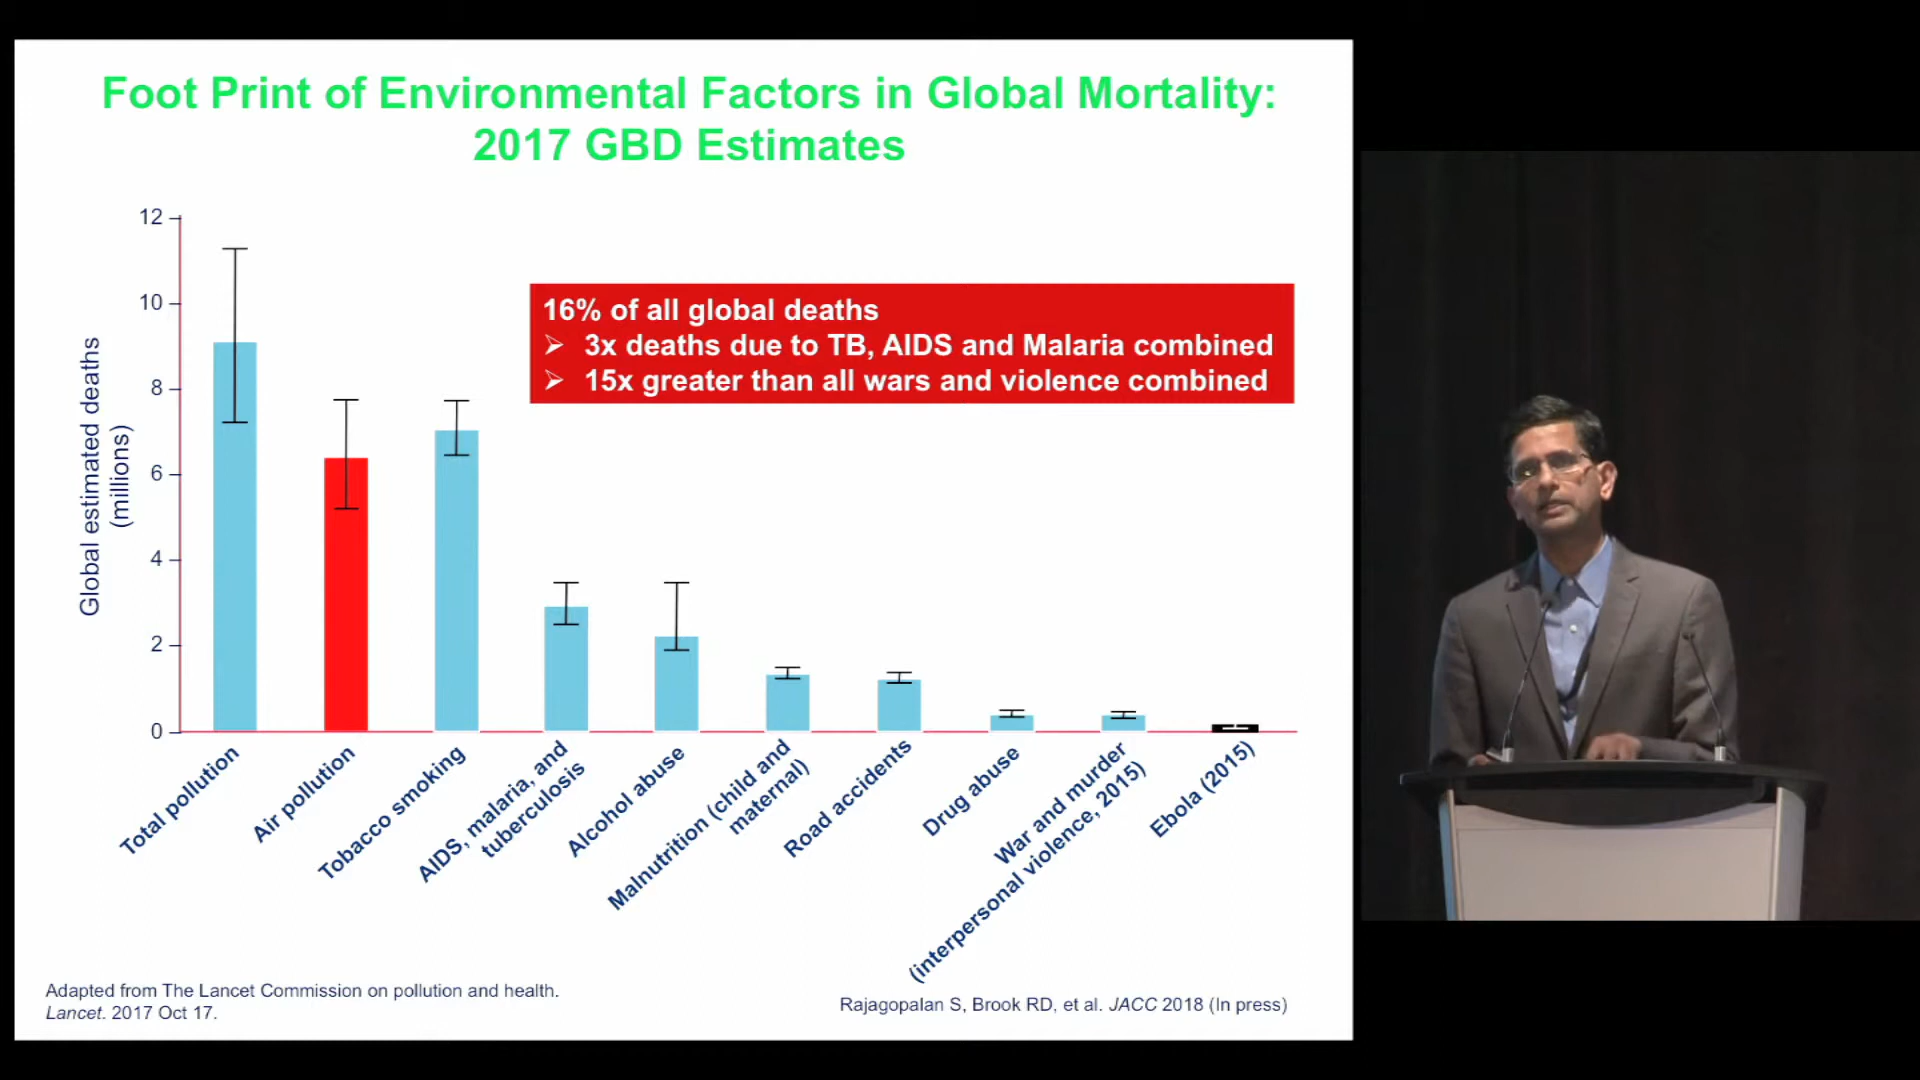 Foot Print of Environmental Factors in Global Mortality:
2017 GBD Estimates
Global estimated deaths
(millions)
12
10
8
6
4
2
0
16% of all global deaths
➢ 3x deaths due to TB, AIDS and Malaria combined
➢ 15x greater than all wars and violence combined
Total pollution
Air pollution
Tobacco smoking
AIDS, malaria, and
tuberculosis
Alcohol abuse
Malnutrition (child and
maternal)
Road accidents
Drug abuse
War and murder
(interpersonal violence, 2015)
Ebola (2015)
Adapted from The Lancet Commission on pollution and health.
Lancet. 2017 Oct 17.
Rajagopalan S, Brook RD, et al. JACC 2018 (In press)